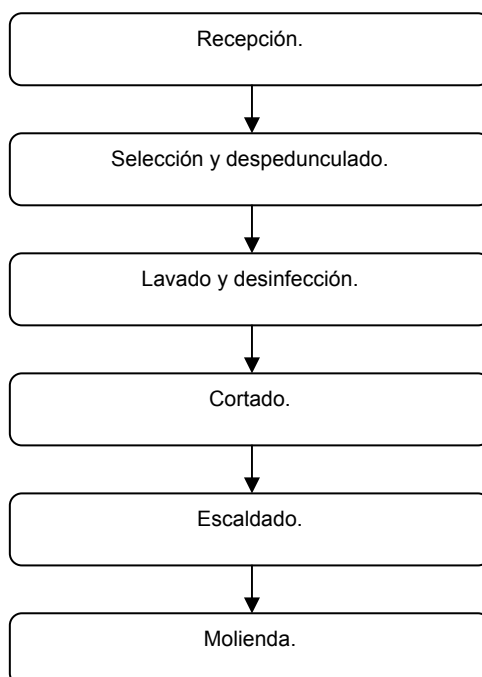 Recepción.
Selección y despedunculado.
Lavado y desinfección.
Cortado.
Escaldado.
Molienda.